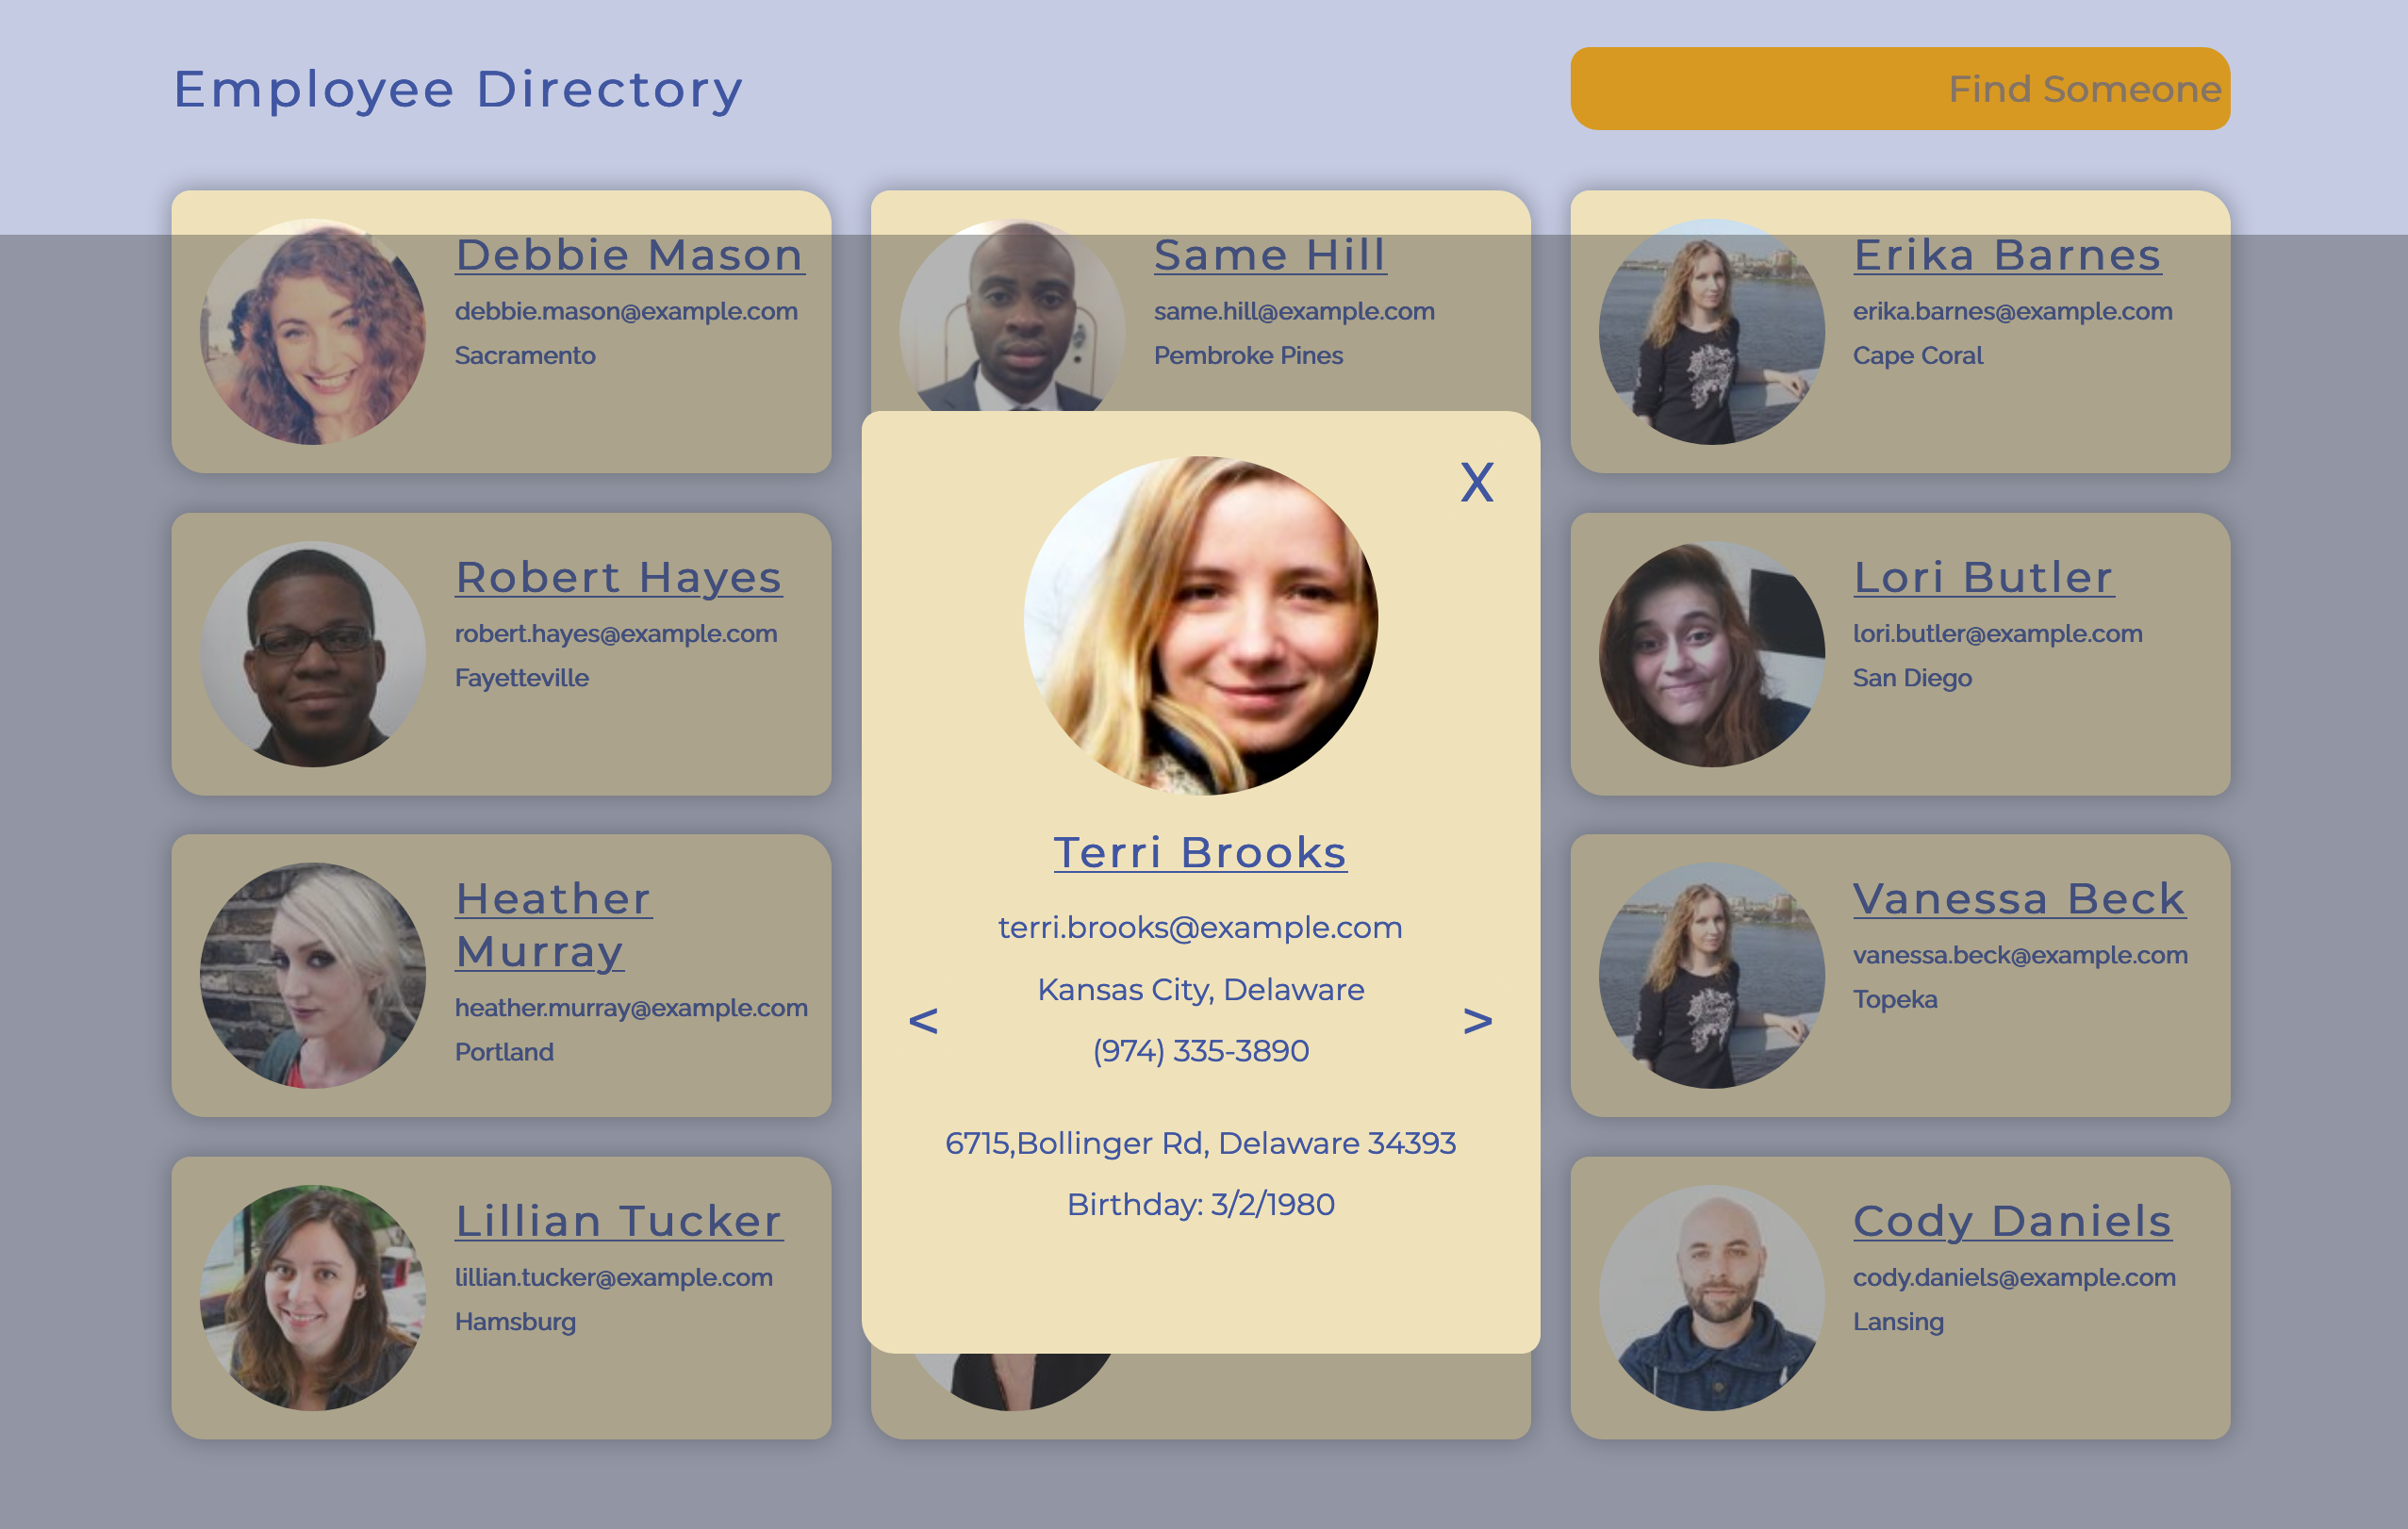 Employee Directory
Find Someone
Debbie Mason
debbie.mason@example.com
Sacramento
Same Hill
same.hill@example.com
Pembroke Pines
Erika Barnes
erika.barnes@example.com
Cape Coral
Robert Hayes
robert.hayes@example.com
Fayetteville
X
Terri Brooks
terri.brooks@example.com
Kansas City, Delaware
<
>
(974) 335-3890
6715,Bollinger Rd, Delaware 34393
Birthday: 3/2/1980
Lori Butler
lori.butler@example.com
San Diego
Heather
Murray
heather.murray@example.com
Portland
Vanessa Beck
vanessa.beck@example.com
Topeka
Lillian Tucker
lillian.tucker@example.com
Hamsburg
Cody Daniels
cody.daniels@example.com
Lansing